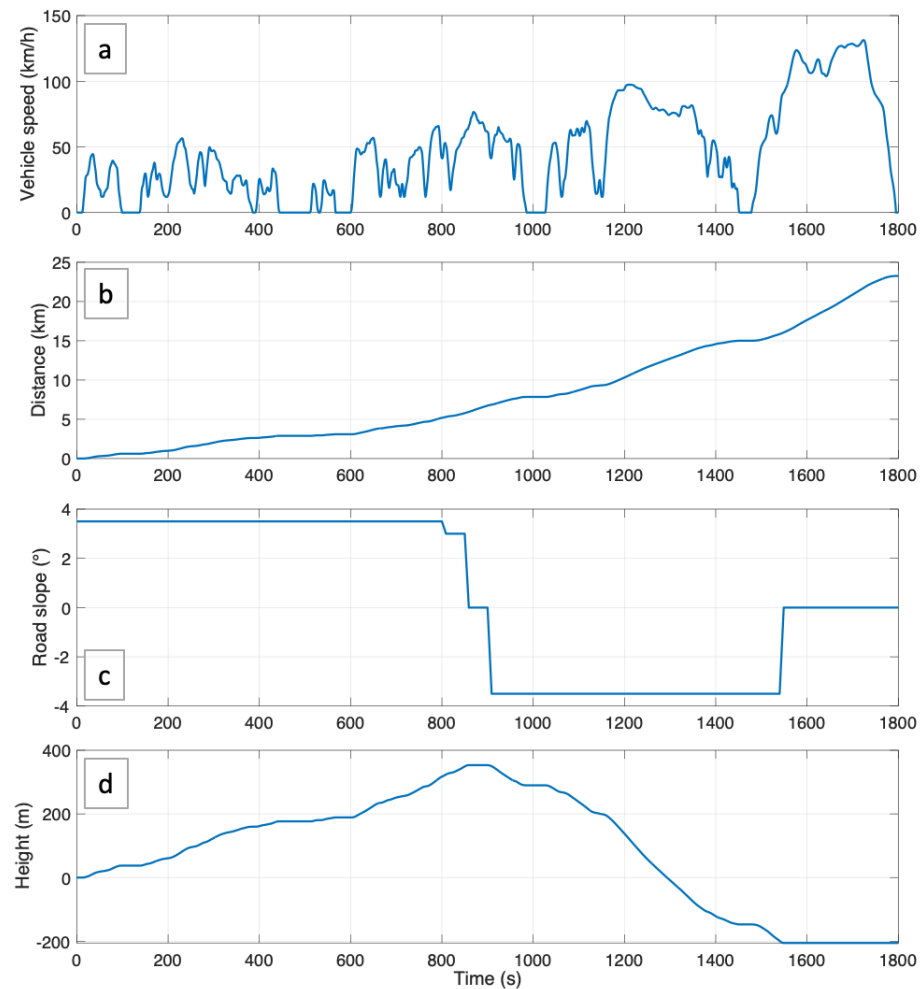 150
a
100
50
0
Vehicle speed (km/h)
0 200 400 600 800 1000 1200 1400 1600 1800
25
b
20
15
10
5
0
Distance (km)
0 200 400 600 800 1000 1200 1400 1600 1800
4
2
0
-2
c
-4
Road slope (°)
0 200 400 600 800 1000 1200 1400 1600 1800
400
d
200
0
-200
Height (m)
0 200 400 600 800 1000 1200 1400 1600 1800
Time (s)